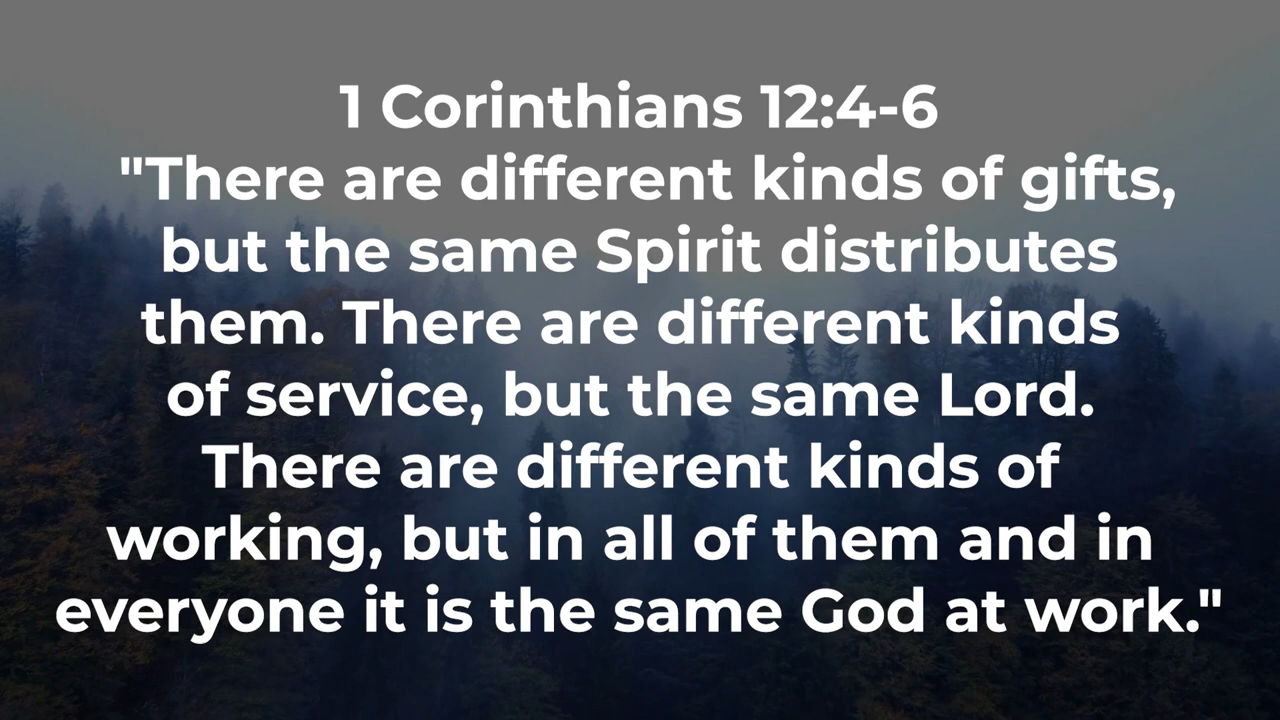 1 Corinthians 12:4-6
"There are different kinds of gifts,
but the same Spirit distributes
them. There are different kinds
of service, but the same Lord.
There are different kinds of
working, but in all of them and in
everyone it is the same God at work."